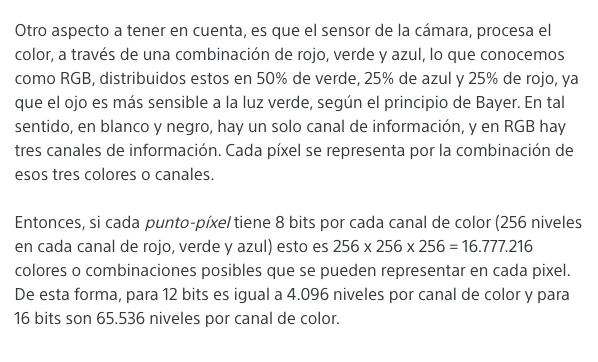 Otro aspecto a tener en cuenta, es que el sensor de la cámara, procesa el
color, a través de una combinación de rojo, verde y azul, lo que conocemos
como RGB, distribuidos estos en 50% de verde, 25% de azul y 25% de rojo, ya
que el ojo es más sensible a la luz verde, según el principio de Bayer. En tal
sentido, en blanco y negro, hay un solo canal de información, y en RGB hay
tres canales de información. Cada píxel se representa por la combinación de
esos tres colores o canales.
Entonces, si cada punto-píxel tiene 8 bits por cada canal de color (256 niveles
en cada canal de rojo, verde y azul) esto es 256 x 256 x 256 = 16.777.216
colores o combinaciones posibles que se pueden representar en cada pixel.
De esta forma, para 12 bits es igual a 4.096 niveles por canal de color y para
16 bits son 65.536 niveles por canal de color.